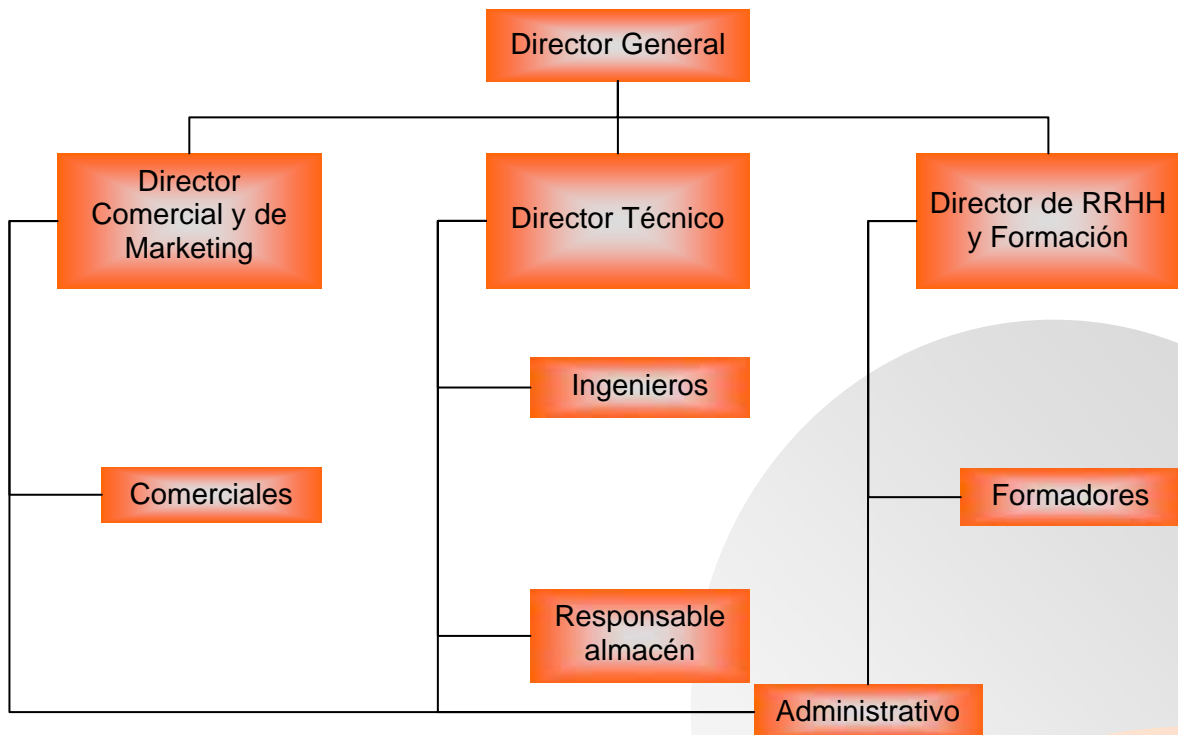 Director General
Director
Comercial y de
Marketing
Director Técnico
Director de RRHH
y Formación
Ingenieros
Comerciales
Formadores
Responsable
almacén
Administrativo